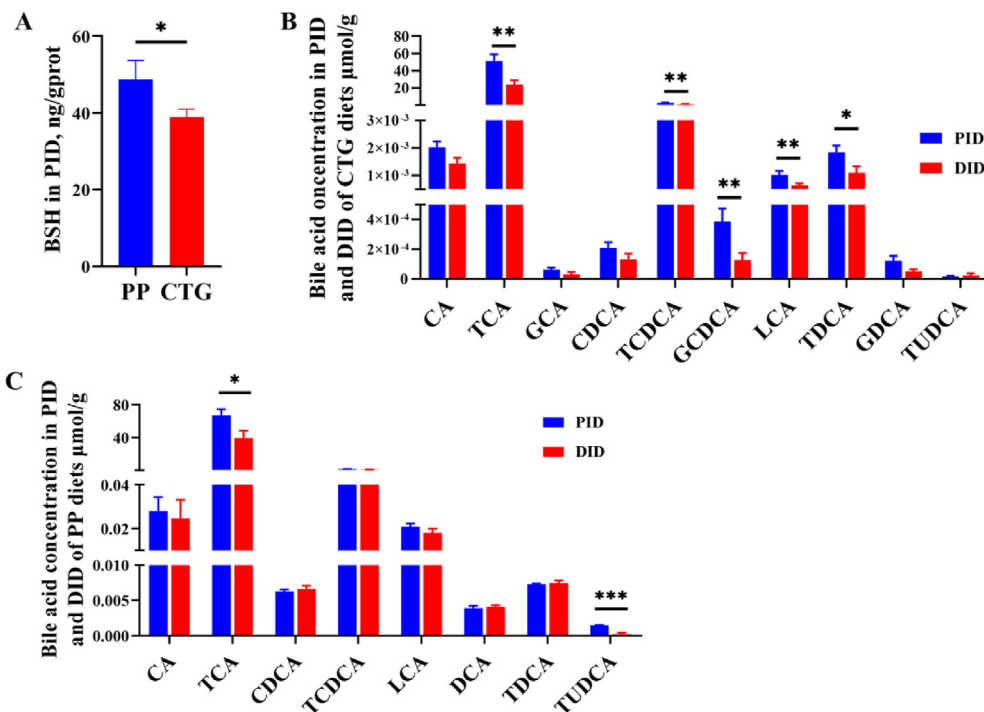 A
BSH in PID, ng/gprot
60
40
20
0
*
PP CTG
B
Bile acid oncentration in PID
and DID of CTG diets μmol/g
80
60
40
20
3×10⁻³
2×10⁻³
1×10⁻³
4×10⁻⁴
2×10⁻⁴
0
**
**
**
**
*
PID
DID
CA
TCA
GCA
CDCA
TCDCA
GCDCA
LCA
TDCA
GDCA
TUDCA
C
Bile acid concentration in PID
and DID of PP diets μmol/g
80
40
0.04
0.02
0.010
0.005
0.000
*
***
PID
DID
CA
TCA
CDCA
TCDCA
LCA
DCA
TDCA
TUDCA